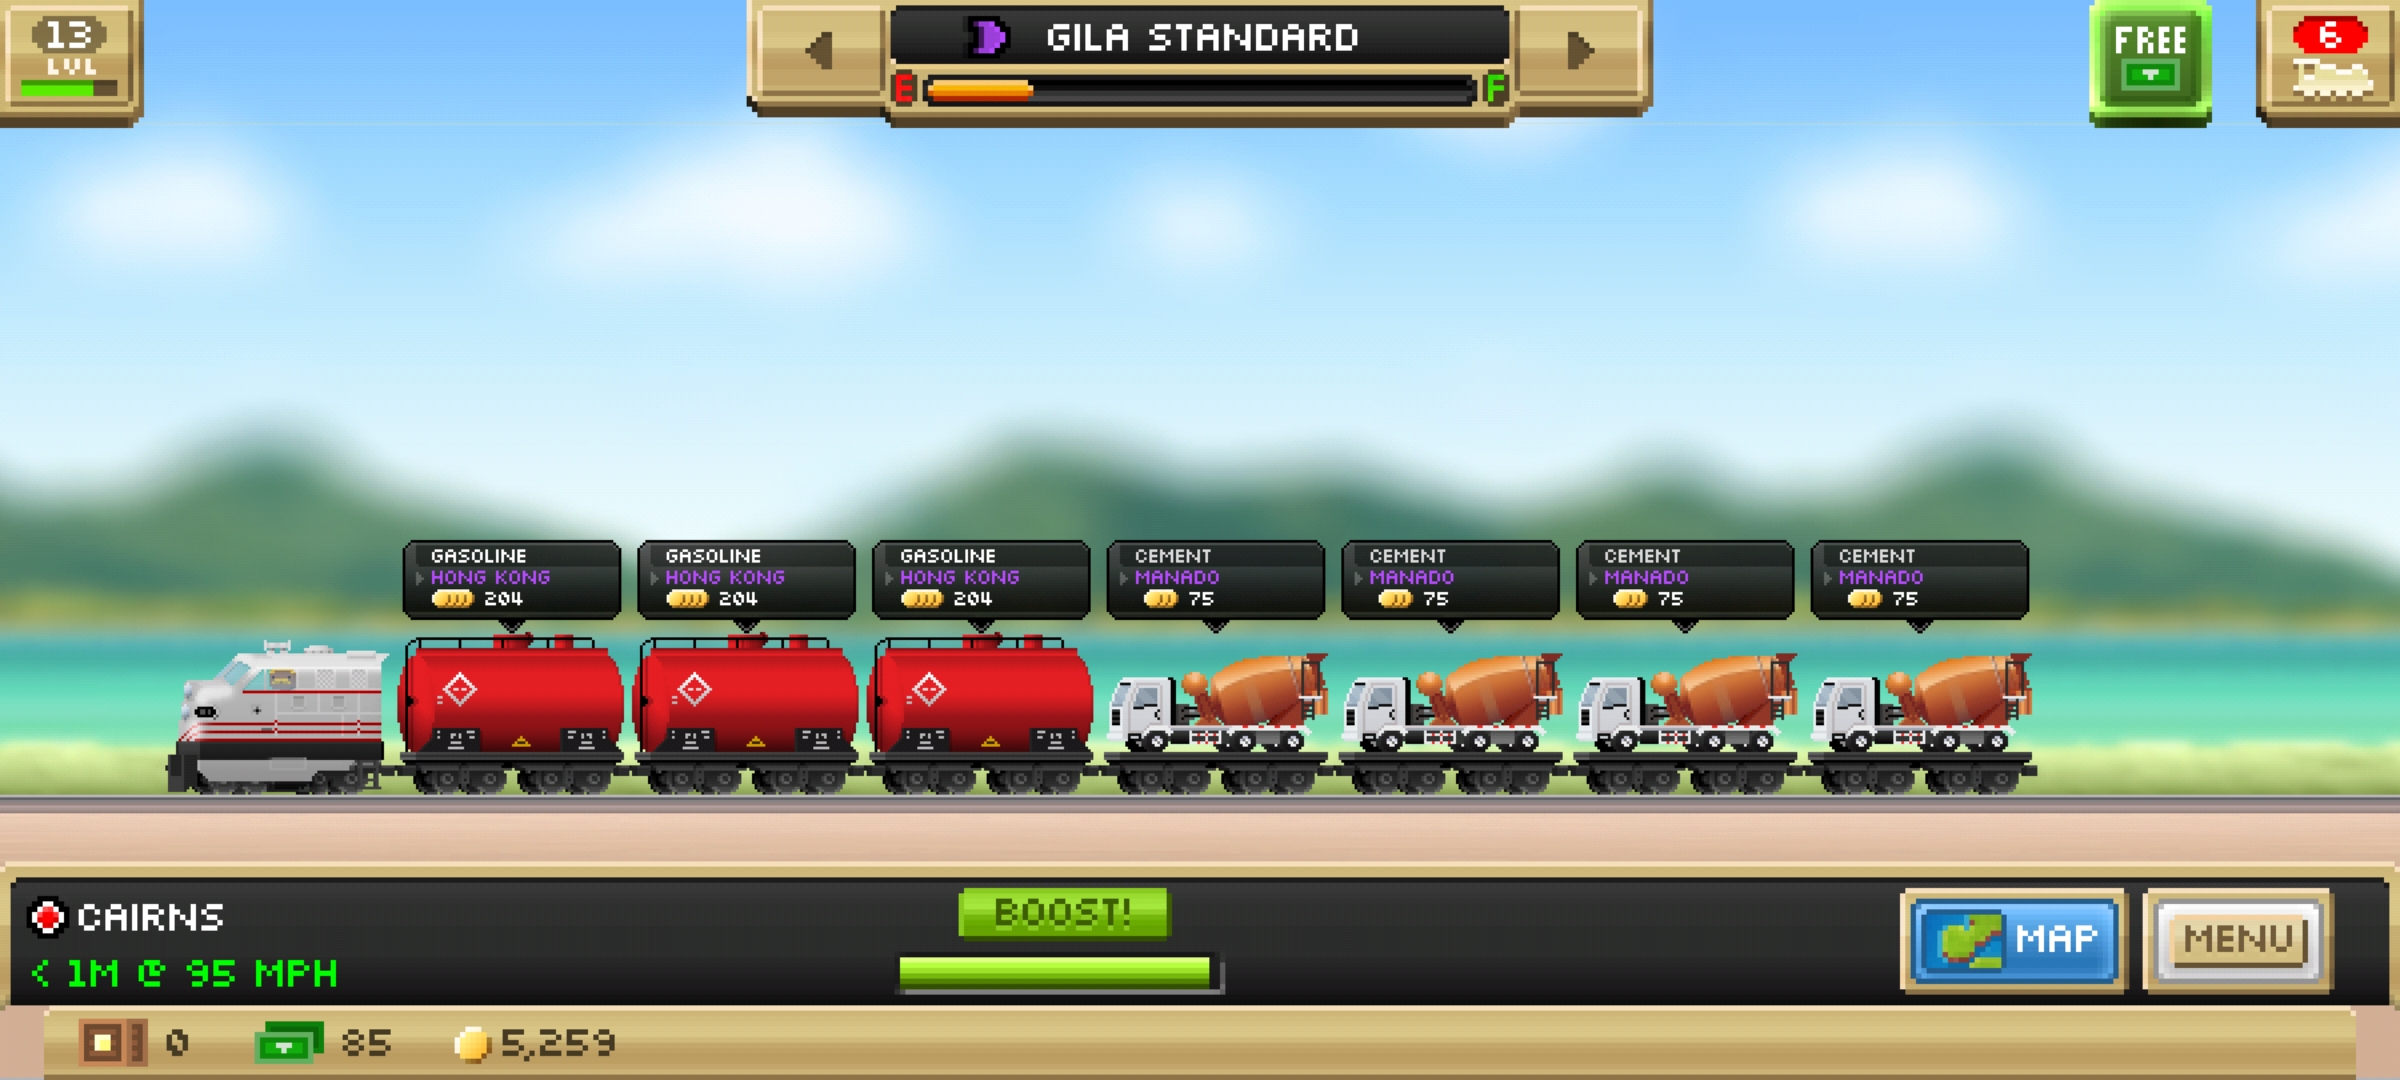 13
LVL
GILA STANDARD
E F
FREE
6
GASOLINE
HONG KONG
204
GASOLINE
HONG KONG
204
GASOLINE
HONG KONG
204
CEMENT
MANADO
75
CEMENT
MANADO
75
CEMENT
MANADO
75
CEMENT
MANADO
75
CAIRNS
< 1M @ 95 MPH
BOOST!
MAP
MENU
0
85
5,259